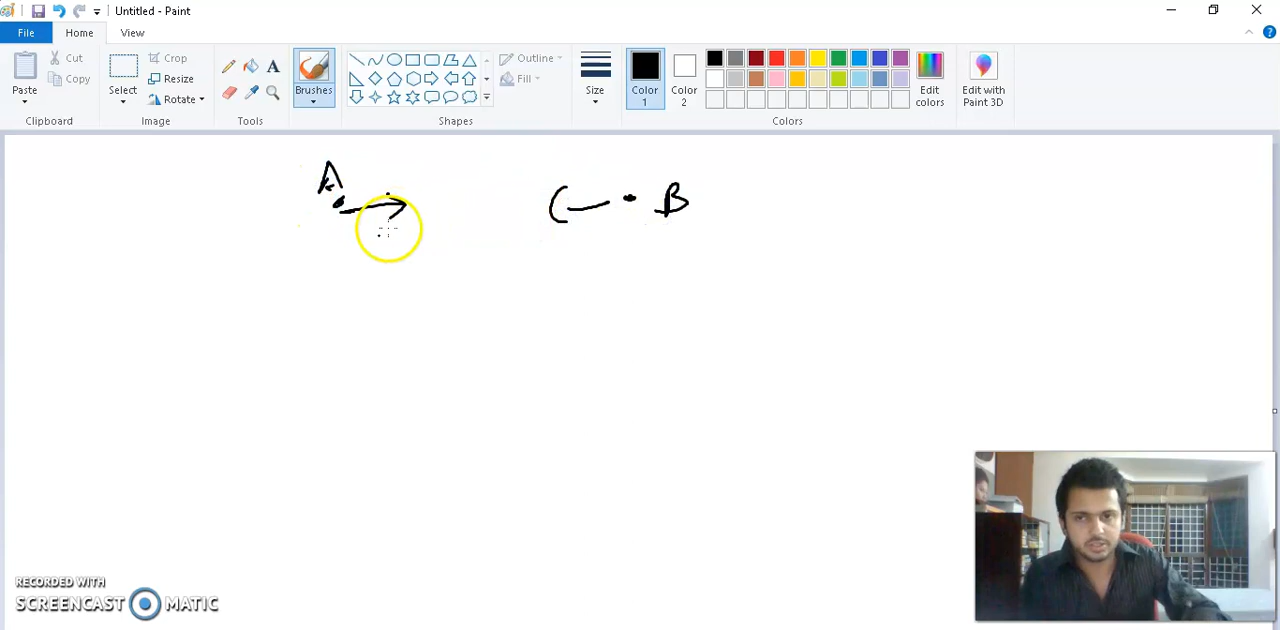 Untitled - Paint
File Home View
Paste
Cut
Copy
Clipboard
Select
Crop
Resize
Rotate
Image
A
Tools
Brushes
Outline
Fill
Shapes
Size
Color 1
Color 2
Edit colors
Edit with Paint 3D
Colors
A
B
RECORDED WITH
SCREENCAST MATIC